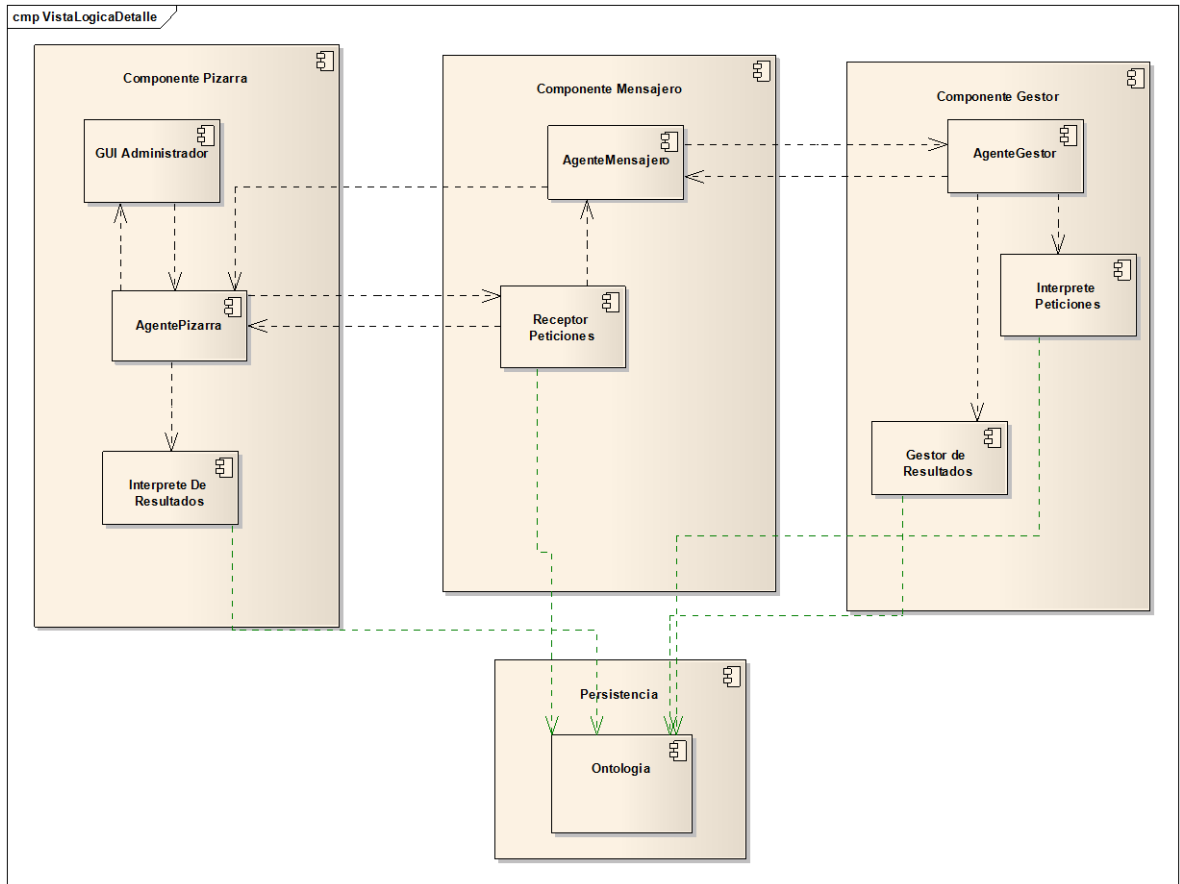 cmp VistaLogicaDetalle
Componente Pizarra
GUI Administrador
AgentePizarra
Interprete De
Resultados
Componente Mensajero
AgenteMensajero
Receptor
Peticiones
Componente Gestor
AgenteGestor
Interprete
Peticiones
Gestor de
Resultados
Persistencia
Ontologia